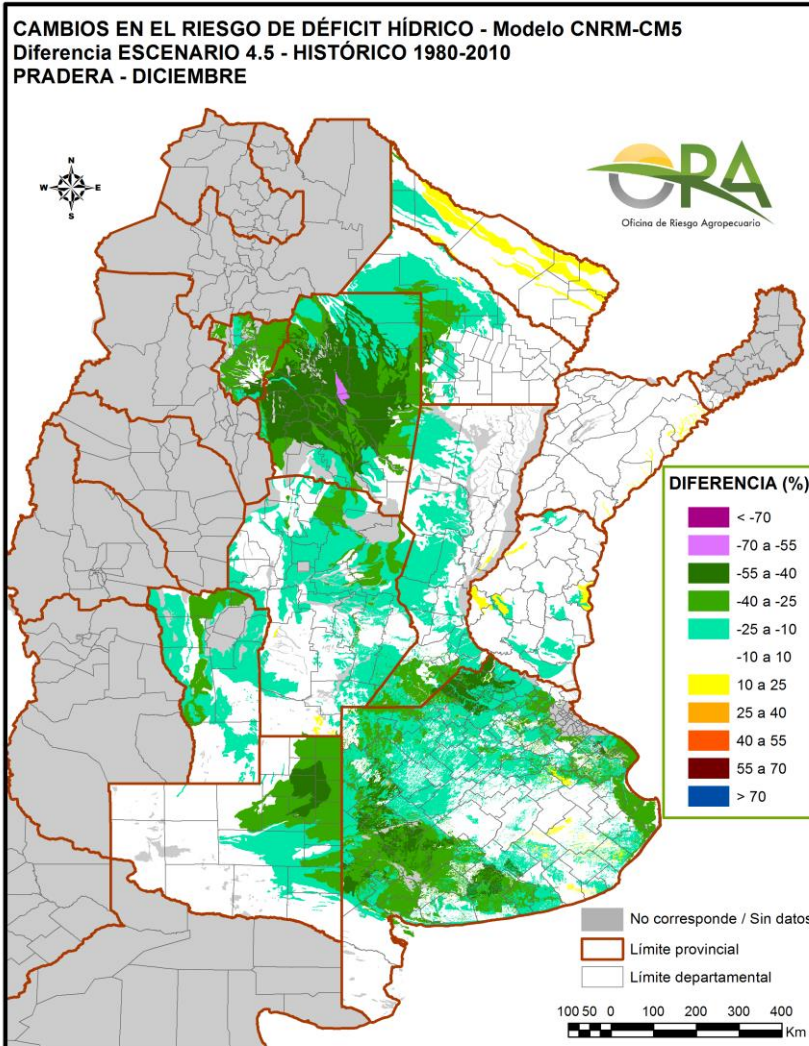 CAMBIOS EN EL RIESGO DE DÉFICIT HÍDRICO - Modelo CNRM-CM5
Diferencia ESCENARIO 4.5 - HISTÓRICO 1980-2010
PRADERA - DICIEMBRE
N
W E
S
ORA
Oficina de Riesgo Agropecuario
DIFERENCIA (%)
< -70
-70 a -55
-55 a -40
-40 a -25
-25 a -10
-10 a 10
10 a 25
25 a 40
40 a 55
55 a 70
> 70
No corresponde / Sin datos
Límite provincial
Límite departamental
100 50 0 100 200 300 400
Km